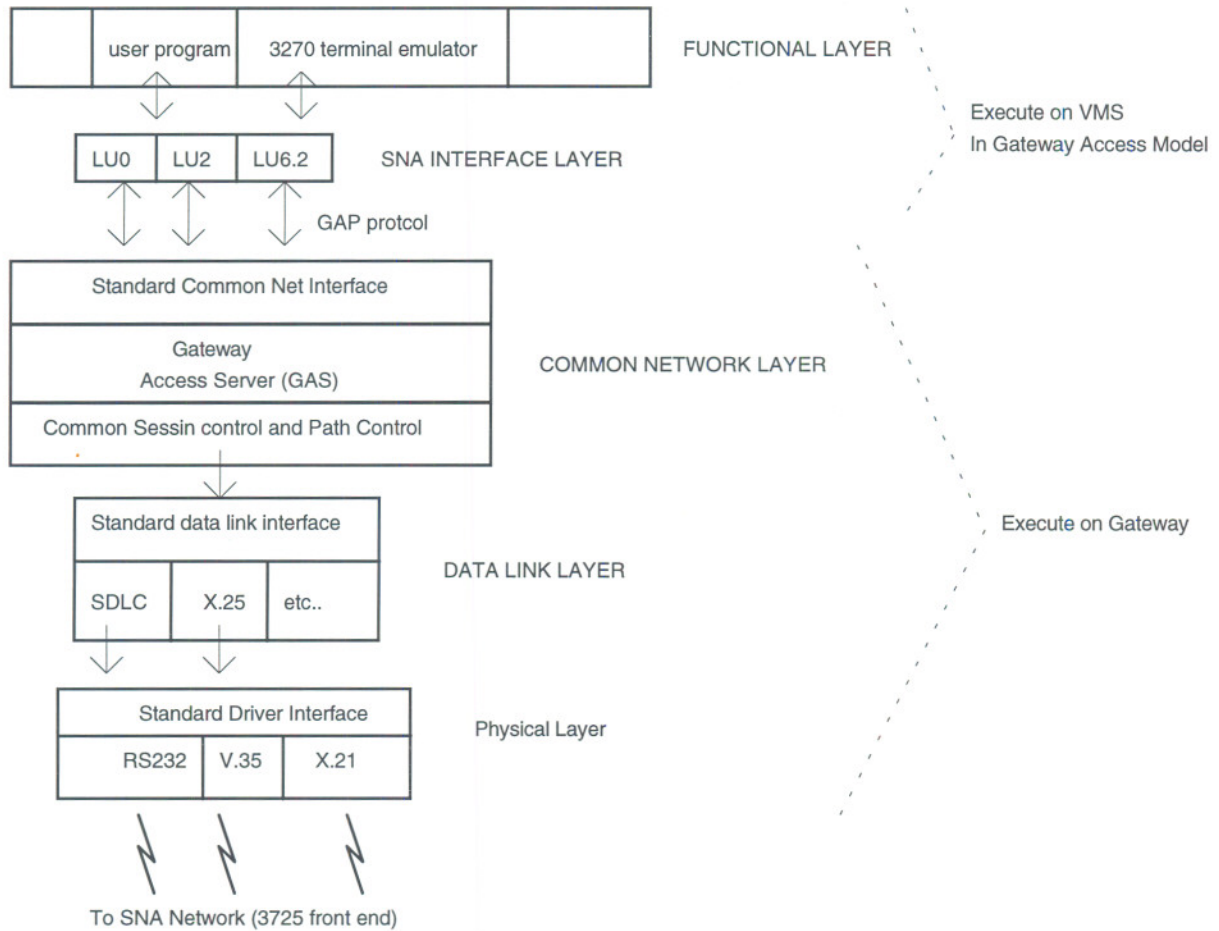 user program
3270 terminal emulator
FUNCTIONAL LAYER
Execute on VMS
In Gateway Access Model
LU0
LU2
LU6.2
SNA INTERFACE LAYER
GAP protcol
Standard Common Net Interface
Gateway
Access Server (GAS)
COMMON NETWORK LAYER
Common Sessin control and Path Control
Standard data link interface
Execute on Gateway
DATA LINK LAYER
SDLC
X.25
etc..
Standard Driver Interface
Physical Layer
RS232
V.35
X.21
To SNA Network (3725 front end)